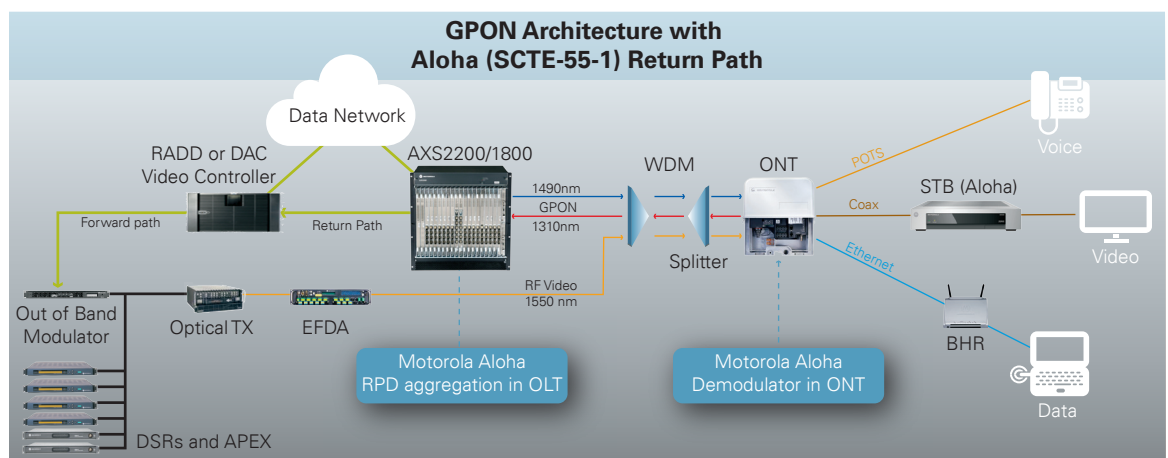 GPON Architecture with
Aloha (SCTE-55-1) Return Path
Data Network
RADD or DAC
Video Controller
AXS2200/1800
WDM
ONT
Voice
POTS
1490nm
GPON
1310nm
STB (Aloha)
Coax
Forward path
Return Path
Splitter
Ethernet
Video
RF Video
1550 nm
Out of Band
Modulator
Optical TX
EFDA
BHR
Motorola Aloha
RPD aggregation in OLT
Motorola Aloha
Demodulator in ONT
Data
DSRs and APEX